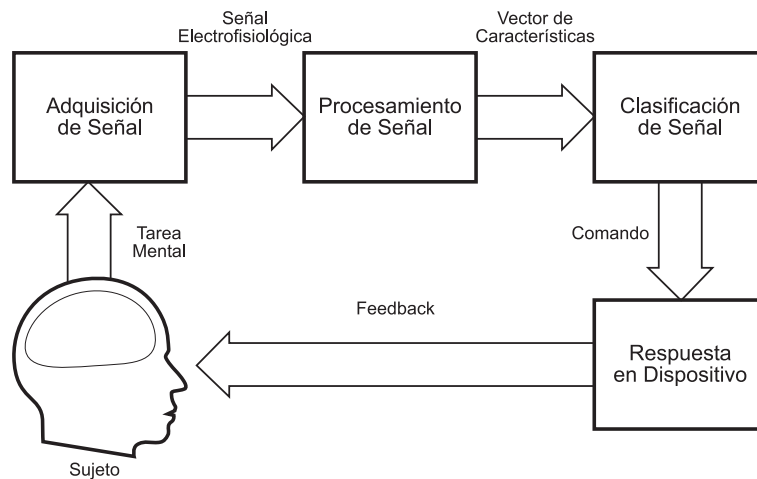 Señal
Electrofisiológica
Vector de
Características
Adquisición
de Señal
Procesamiento
de Señal
Clasificación
de Señal
Tarea
Mental
Comando
Feedback
Respuesta
en Dispositivo
Sujeto